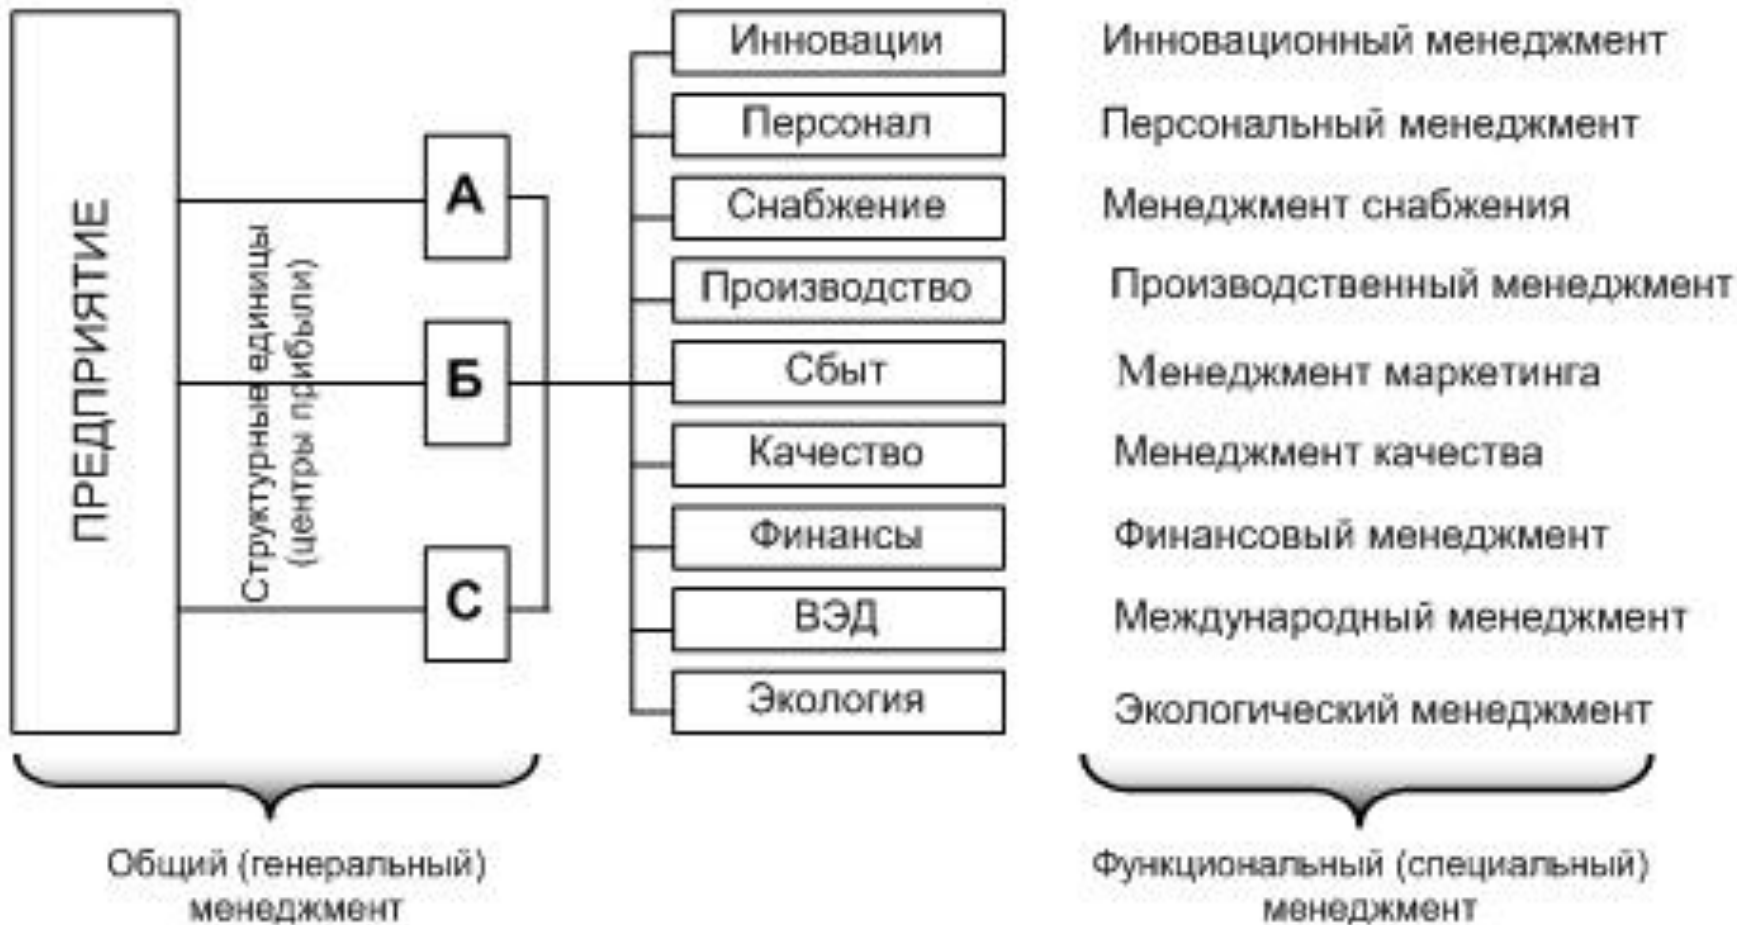 ПРЕДПРИЯТИЕ
Структурные единицы
(центры прибыли)
А
Б
С
Инновации
Персонал
Снабжение
Производство
Сбыт
Качество
Финансы
ВЭД
Экология
Инновационный менеджмент
Персональный менеджмент
Менеджмент снабжения
Производственный менеджмент
Менеджмент маркетинга
Менеджмент качества
Финансовый менеджмент
Международный менеджмент
Экологический менеджмент
Общий (генеральный)
менеджмент
Функциональный (специальный)
менеджмент